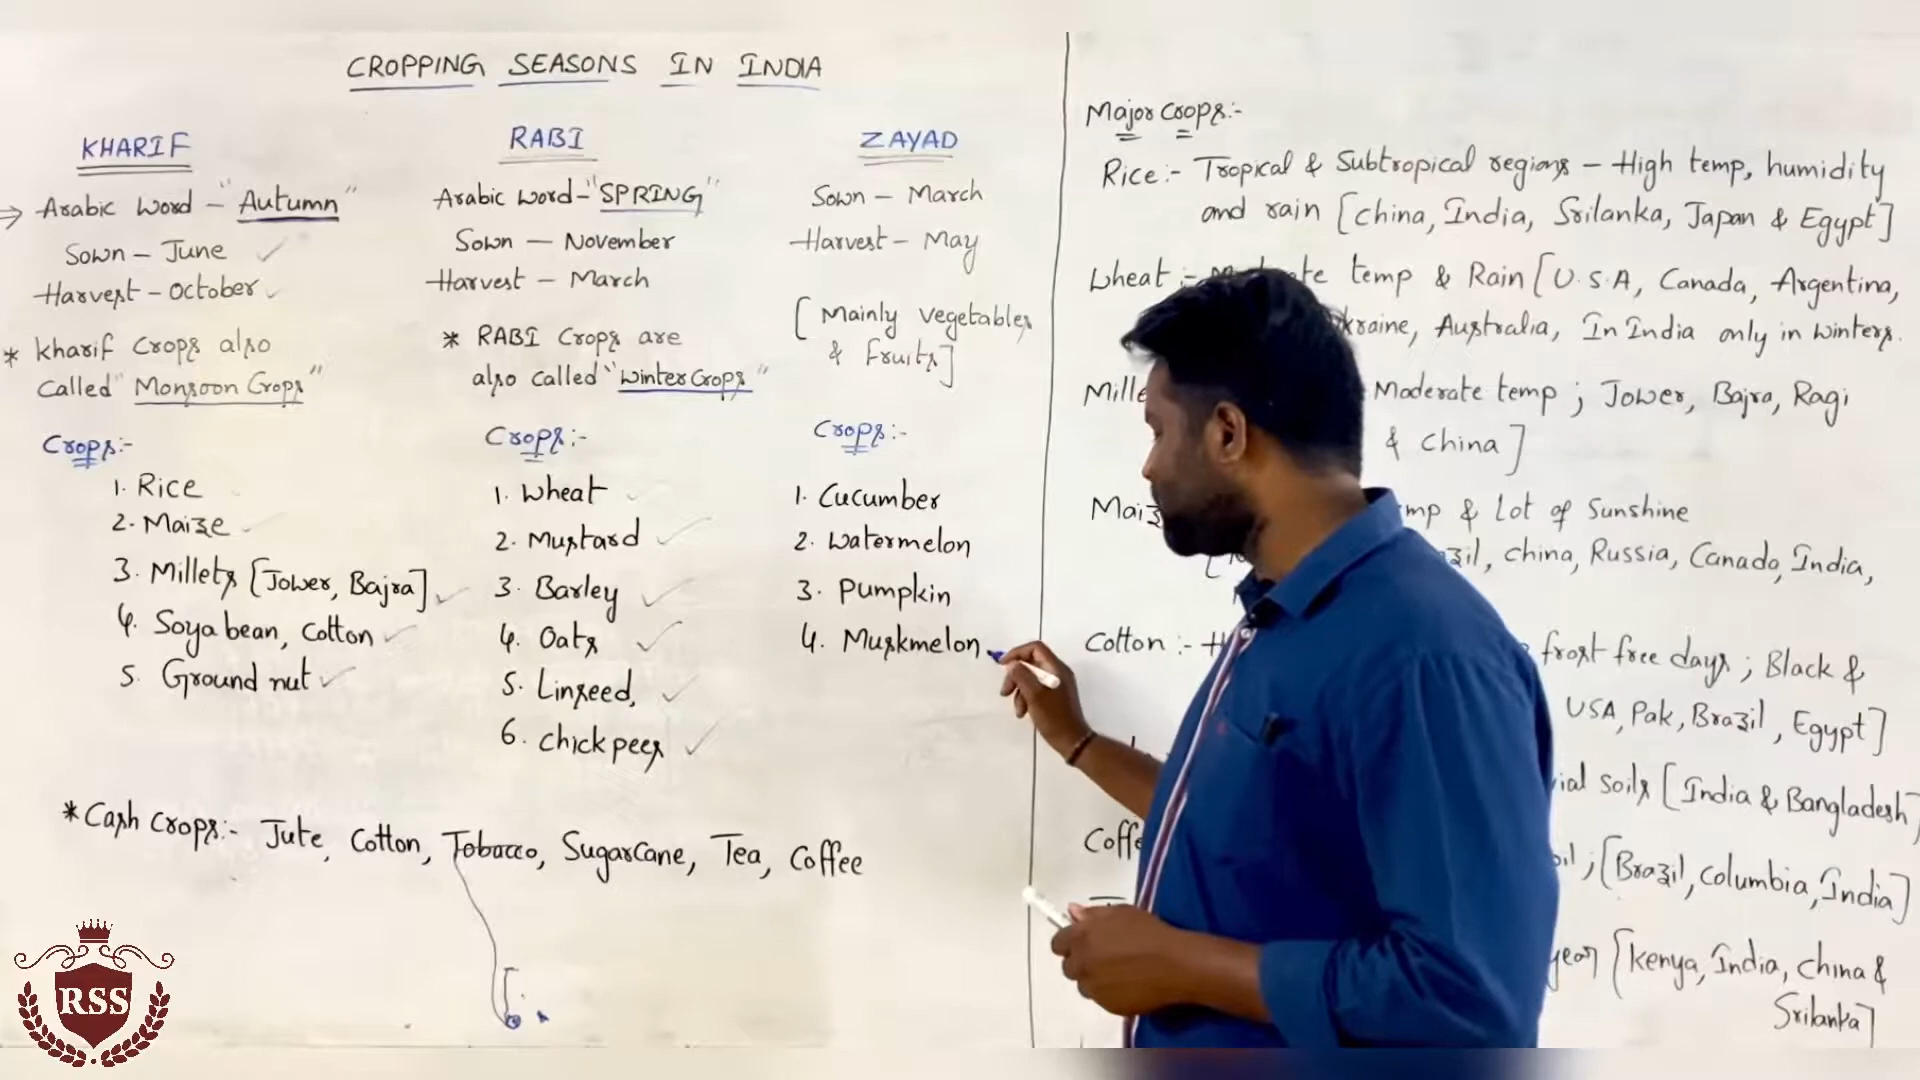 CROPPING SEASONS IN INDIA
KHARIF
Arabic Word - "Autumn"
Sown - June
Harvest - October
* Kharif Crops also
called "Monsoon Crops"
Crops:-
1. Rice
2. Maize
3. Millets [Jower, Bajra]
4. Soyabean, Cotton
5. Ground nut
RABI
Arabic Word - "SPRING"
Sown - November
Harvest - March
* RABI Crops are
also called "Winter Crops"
Crops:-
1. Wheat
2. Mustard
3. Barley
4. Oats
5. Linseed,
6. Chickpees
ZAYAD
Sown - March
Harvest - May
[Mainly vegetables
& Fruits]
Crops:-
1. Cucumber
2. Watermelon
3. Pumpkin
4. Muskmelon
* Cash Crops:- Jute, Cotton, Tobacco, Sugarcane, Tea, Coffee
Major Crops:-
Rice:- Tropical & Subtropical regions - High temp, humidity
and rain [China, India, Srilanka, Japan & Egypt]
Wheat :- temp & Rain [U.S.A, Canada, Argentina,
Australia, In India only in winters.
Moderate temp ; Jower, Bajra, Ragi
& China]
& Lot of Sunshine
China, Russia, Canada, India,
Cotton :- frost free days ; Black &
USA, Pak, Brazil, Egypt]
soils [India & Bangladesh]
; [Brazil, Columbia, India]
year [Kenya, India, China &
Srilanka]
RSS